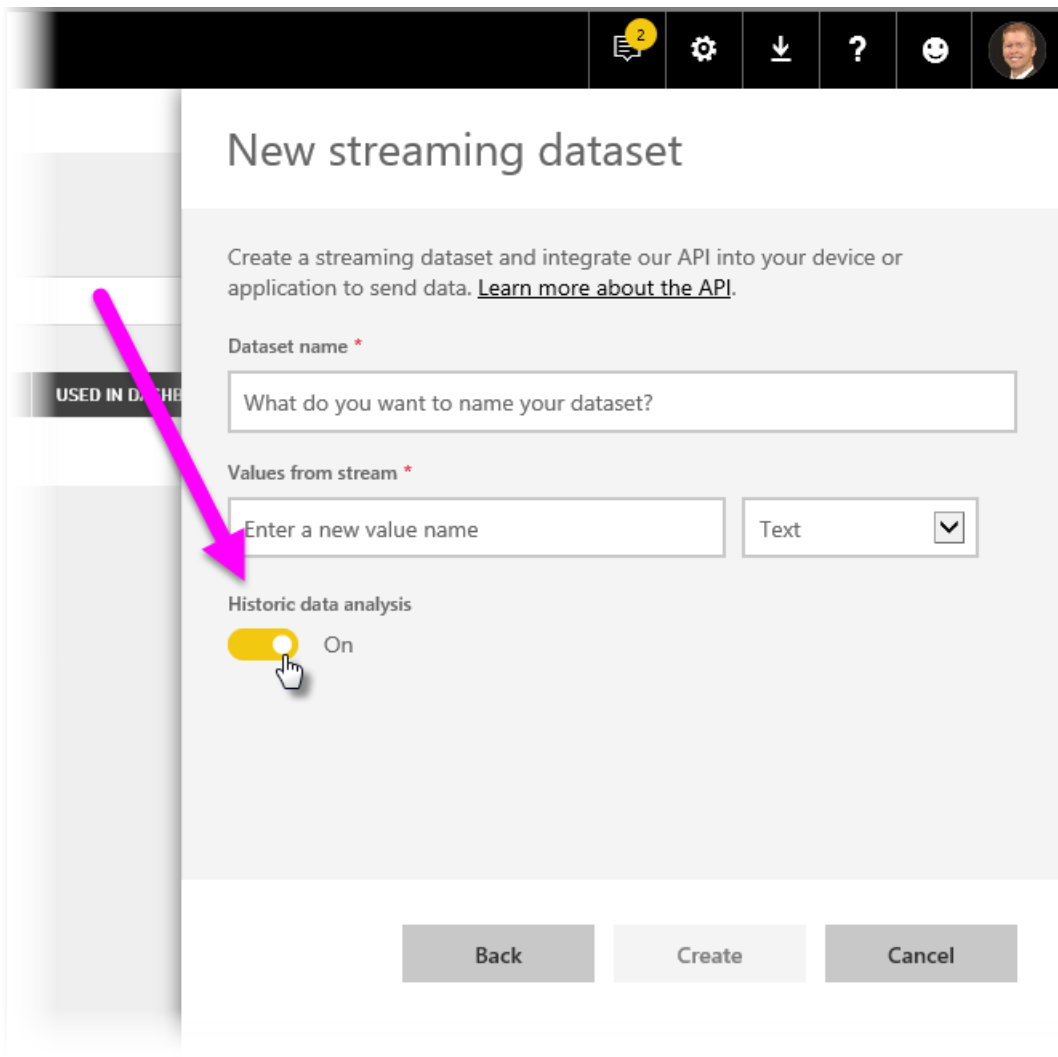 2
?
New streaming dataset
Create a streaming dataset and integrate our API into your device or
application to send data. Learn more about the API.
Dataset name *
USED IN
What do you want to name your dataset?
Values from stream *
Enter a new value name
Text
Historic data analysis
On
Back
Create
Cancel